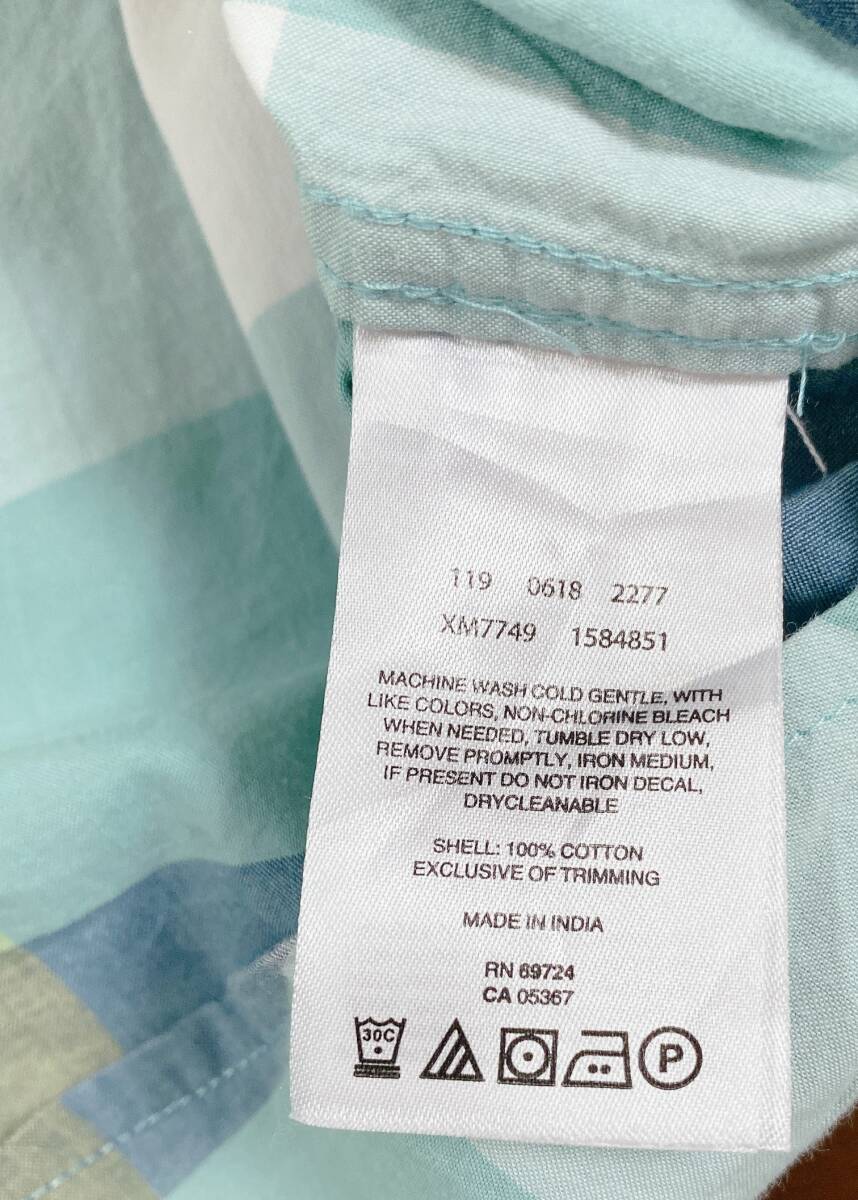 119 0618 2277
XM7749 1584851
MACHINE WASH COLD GENTLE, WITH
LIKE COLORS, NON-CHLORINE BLEACH
WHEN NEEDED, TUMBLE DRY LOW,
REMOVE PROMPTLY, IRON MEDIUM,
IF PRESENT DO NOT IRON DECAL,
DRYCLEANABLE
SHELL: 100% COTTON
EXCLUSIVE OF TRIMMING
MADE IN INDIA
RN 69724
CA 05367
30C P